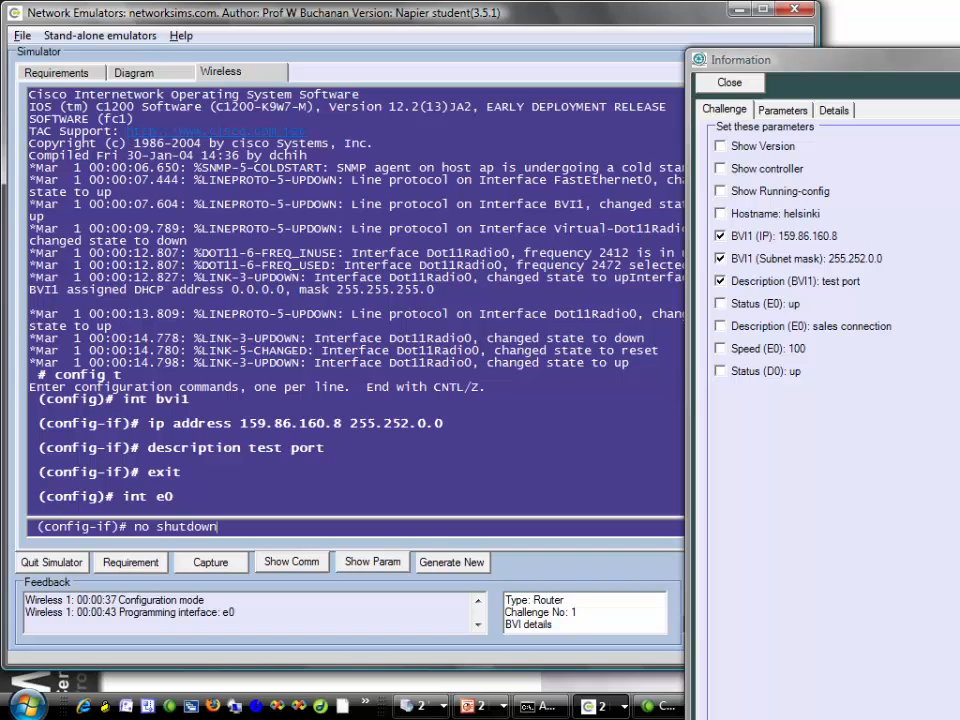 Network Emulators: networksims.com. Author: Prof W Buchanan Version: Napier student(3.5.1)
File Stand-alone emulators Help
Simulator
Requirements Diagram Wireless
Cisco Internetwork Operating System Software
IOS (tm) C1200 Software (C1200-K9W7-M), Version 12.2(13)JA2, EARLY DEPLOYMENT RELEASE
SOFTWARE (fc1)
TAC Support:
Copyright (c) 1986-2004 by cisco Systems, Inc.
Compiled Fri 30-Jan-04 14:36 by dchih
*Mar 1 00:00:06.650: %SNMP-5-COLDSTART: SNMP agent on host ap is undergoing a cold sta
*Mar 1 00:00:07.444: %LINEPROTO-5-UPDOWN: Line protocol on Interface FastEthernet0, ch
state to up
*Mar 1 00:00:07.604: %LINEPROTO-5-UPDOWN: Line protocol on Interface BVI1, changed stat
up
*Mar 1 00:00:09.789: %LINEPROTO-5-UPDOWN: Line protocol on Interface Virtual-Dot11Radio
changed state to down
*Mar 1 00:00:12.807: %DOT11-6-FREQ_INUSE: Interface Dot11Radio0, frequency 2412 is in u
*Mar 1 00:00:12.807: %DOT11-6-FREQ_USED: Interface Dot11Radio0, frequency 2472 selected
*Mar 1 00:00:12.827: %LINK-3-UPDOWN: Interface Dot11Radio0, changed state to upInterfac
BVI1 assigned DHCP address 0.0.0.0, mask 255.255.255.0
*Mar 1 00:00:13.809: %LINEPROTO-5-UPDOWN: Line protocol on Interface Dot11Radio0, chan
state to up
*Mar 1 00:00:14.778: %LINK-3-UPDOWN: Interface Dot11Radio0, changed state to down
*Mar 1 00:00:14.780: %LINK-5-CHANGED: Interface Dot11Radio0, changed state to reset
*Mar 1 00:00:14.798: %LINK-3-UPDOWN: Interface Dot11Radio0, changed state to up
# config t
Enter configuration commands, one per line. End with CNTL/Z.
(config)# int bvi1
(config-if)# ip address 159.86.160.8 255.252.0.0
(config-if)# description test port
(config-if)# exit
(config)# int e0
(config-if)# no shutdown
Quit Simulator Requirement Capture Show Comm Show Param Generate New
Feedback
Wireless 1: 00:00:37 Configuration mode
Wireless 1: 00:00:43 Programming interface: e0
Type: Router
Challenge No: 1
BVI details
Information
Close
Challenge Parameters Details
Set these parameters
Show Version
Show controller
Show Running-config
Hostname: helsinki
BVI1 (IP): 159.86.160.8
BVI1 (Subnet mask): 255.252.0.0
Description (BVI1): test port
Status (E0): up
Description (E0): sales connection
Speed (E0): 100
Status (D0): up
2 2 A... 2 C...